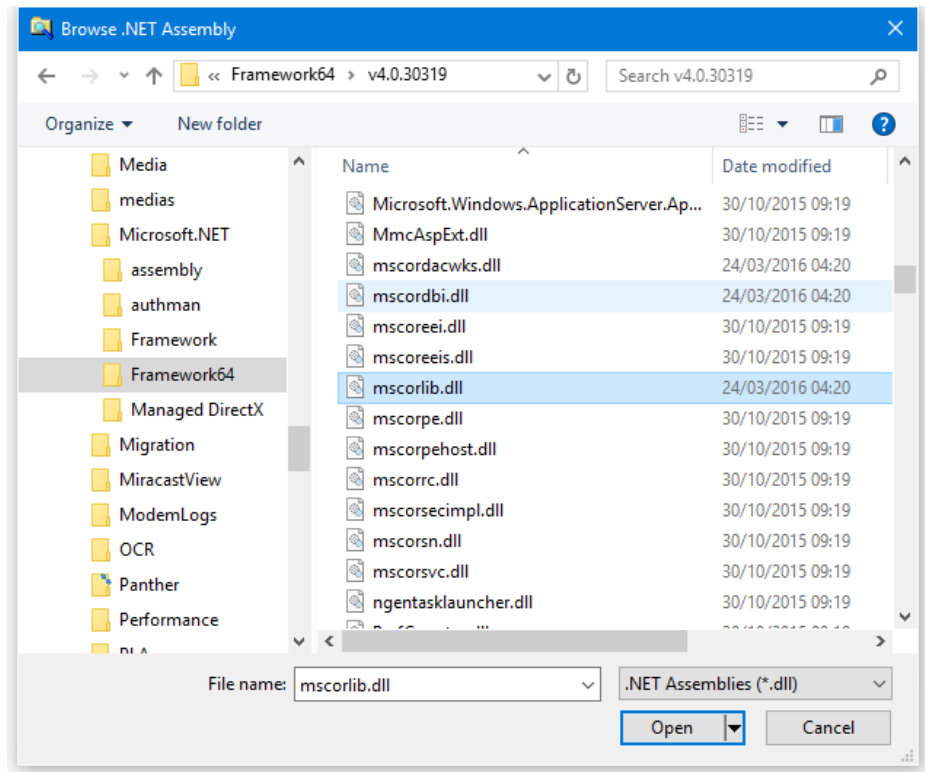 Browse .NET Assembly
« Framework64 > v4.0.30319
Search v4.0.30319
Organize
New folder
Media
medias
Microsoft.NET
assembly
authman
Framework
Framework64
Managed DirectX
Migration
MiracastView
ModemLogs
OCR
Panther
Performance
Name Date modified
Microsoft.Windows.ApplicationServer.Ap... 30/10/2015 09:19
MmcAspExt.dll 30/10/2015 09:19
mscordacwks.dll 24/03/2016 04:20
mscordbi.dll 24/03/2016 04:20
mscoreei.dll 30/10/2015 09:19
mscoreeis.dll 30/10/2015 09:19
mscorlib.dll 24/03/2016 04:20
mscorpe.dll 30/10/2015 09:19
mscorpehost.dll 30/10/2015 09:19
mscorrc.dll 30/10/2015 09:19
mscorsecimpl.dll 30/10/2015 09:19
mscorsn.dll 30/10/2015 09:19
mscorsvc.dll 30/10/2015 09:19
ngentasklauncher.dll 30/10/2015 09:19
File name: mscorlib.dll
.NET Assemblies (*.dll)
Open
Cancel